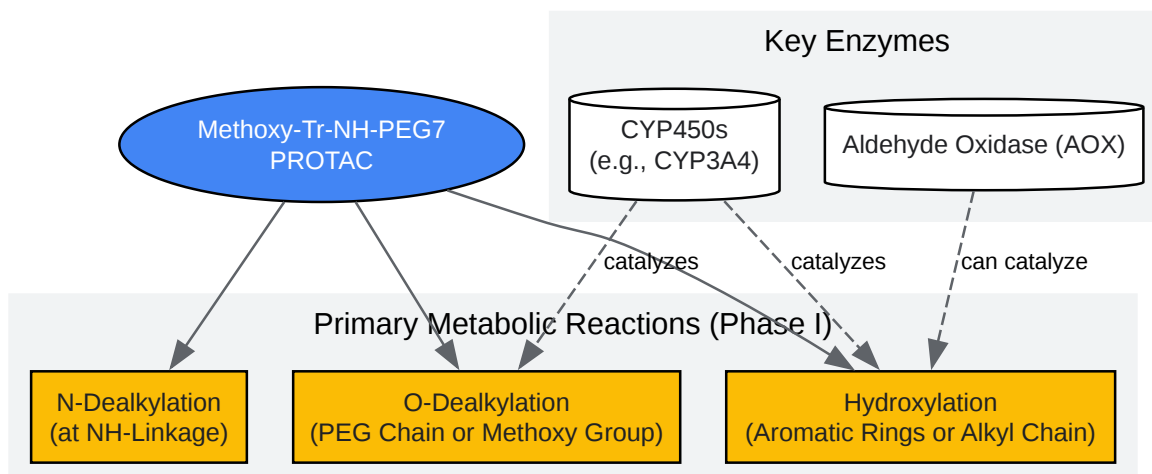 Key Enzymes
Methoxy-Tr-NH-PEG7
PROTAC
CYP450s
(e.g., CYP3A4)
Aldehyde Oxidase (AOX)
catalyzes
catalyzes
can catalyze
Primary Metabolic Reactions (Phase I)
N-Dealkylation
(at NH-Linkage)
O-Dealkylation
(PEG Chain or Methoxy Group)
Hydroxylation
(Aromatic Rings or Alkyl Chain)